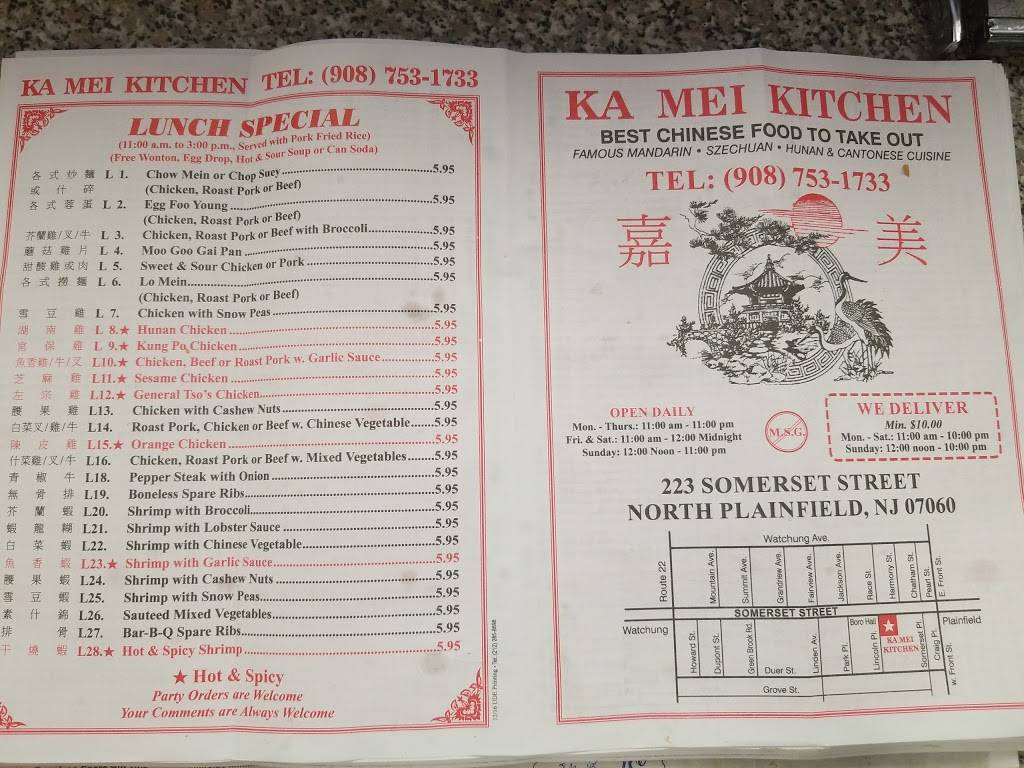 KA MEI KITCHEN TEL: (908) 753-1733
LUNCH SPECIAL
(11:00 a.m. to 3:00 p.m., Served with Pork Fried Rice)
(Free Wonton, Egg Drop, Hot & Sour Soup or Can Soda)
各式炒麵 L 1. Chow Mein or Chop Suey 5.95
或什碎 (Chicken, Roast Pork or Beef)
各式蓉蛋 L 2. Egg Foo Young 5.95
(Chicken, Roast Pork or Beef)
芥蘭雞/叉/牛 L 3. Chicken, Roast Pork or Beef with Broccoli 5.95
蘑菇雞片 L 4. Moo Goo Gai Pan 5.95
甜酸雞或肉 L 5. Sweet & Sour Chicken or Pork 5.95
各式撈麵 L 6. Lo Mein 5.95
(Chicken, Roast Pork or Beef)
雪豆雞 L 7. Chicken with Snow Peas 5.95
湖南雞 L 8.★ Hunan Chicken 5.95
宮保雞 L 9.★ Kung Po Chicken 5.95
魚香雞/牛/叉 L10.★ Chicken, Beef or Roast Pork w. Garlic Sauce 5.95
芝麻雞 L11.★ Sesame Chicken 5.95
左宗雞 L12.★ General Tso's Chicken 5.95
腰果雞 L13. Chicken with Cashew Nuts 5.95
白菜叉/雞/牛 L14. Roast Pork, Chicken or Beef w. Chinese Vegetable 5.95
陳皮雞 L15.★ Orange Chicken 5.95
什菜雞/叉/牛 L16. Chicken, Roast Pork or Beef w. Mixed Vegetables 5.95
青椒牛 L18. Pepper Steak with Onion 5.95
無骨排 L19. Boneless Spare Ribs 5.95
芥蘭蝦 L20. Shrimp with Broccoli 5.95
蝦龍糊 L21. Shrimp with Lobster Sauce 5.95
白菜蝦 L22. Shrimp with Chinese Vegetable 5.95
魚香蝦 L23.★ Shrimp with Garlic Sauce 5.95
腰果蝦 L24. Shrimp with Cashew Nuts 5.95
雪豆蝦 L25. Shrimp with Snow Peas 5.95
素什錦 L26. Sauteed Mixed Vegetables 5.95
排骨 L27. Bar-B-Q Spare Ribs 5.95
干燒蝦 L28.★ Hot & Spicy Shrimp 5.95
★ Hot & Spicy
Party Orders are Welcome
Your Comments are Always Welcome
KA MEI KITCHEN
BEST CHINESE FOOD TO TAKE OUT
FAMOUS MANDARIN • SZECHUAN • HUNAN & CANTONESE CUISINE
TEL: (908) 753-1733
嘉 美
OPEN DAILY
Mon. - Thurs.: 11:00 am - 11:00 pm
Fri. & Sat.: 11:00 am - 12:00 Midnight
Sunday: 12:00 Noon - 11:00 pm
M.S.G.
WE DELIVER
Min. $10.00
Mon. - Sat.: 11:00 am - 10:00 pm
Sunday: 12:00 noon - 10:00 pm
223 SOMERSET STREET
NORTH PLAINFIELD, NJ 07060
Watchung Ave.
Route 22
Mountain Ave.
Summit Ave.
Grandview Ave.
Fairview Ave.
Jackson Ave.
Race St.
Harmony St.
Chatham St.
Pearl St.
E. Front St.
SOMERSET STREET
Watchung
Howard St.
Dupont St.
Green Brook Rd.
Duer St.
Linden Av.
Park Pl.
Boro Hall
Lincoln Pl.
★ KA MEI
KITCHEN
Somerset Pl.
Craig Pl.
w. Front St.
Plainfield
Grove St.